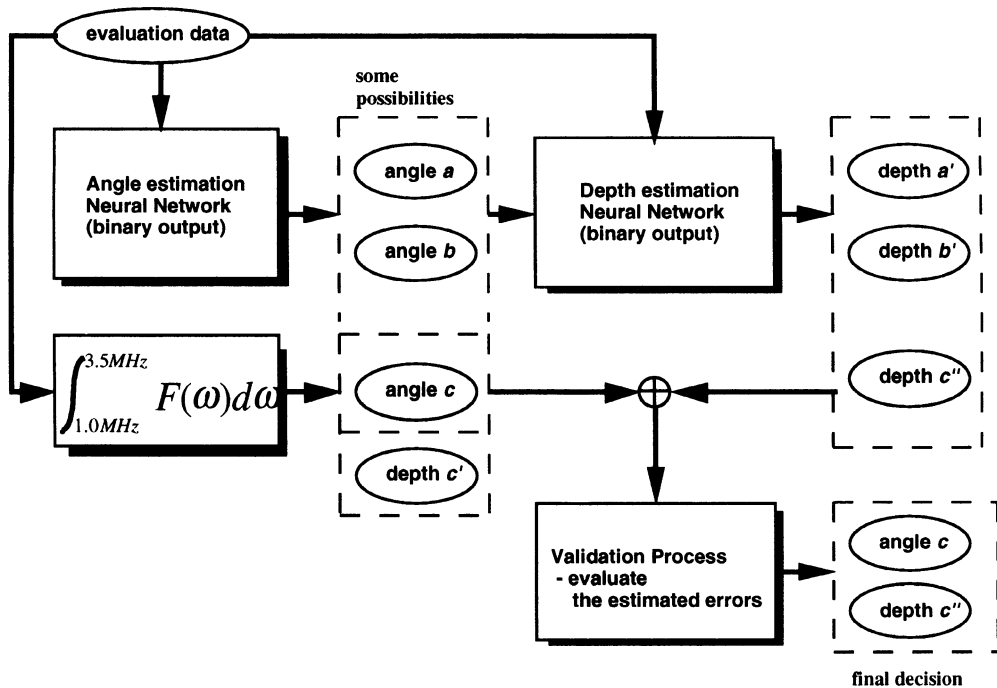 evaluation data
some
possibilities
Angle estimation
Neural Network
(binary output)
angle a
angle b
Depth estimation
Neural Network
(binary output)
depth a'
depth b'
∫ 3.5MHz 1.0MHz F(ω)dω
angle c
depth c'
depth c''
Validation Process
- evaluate
the estimated errors
angle c
depth c''
final decision